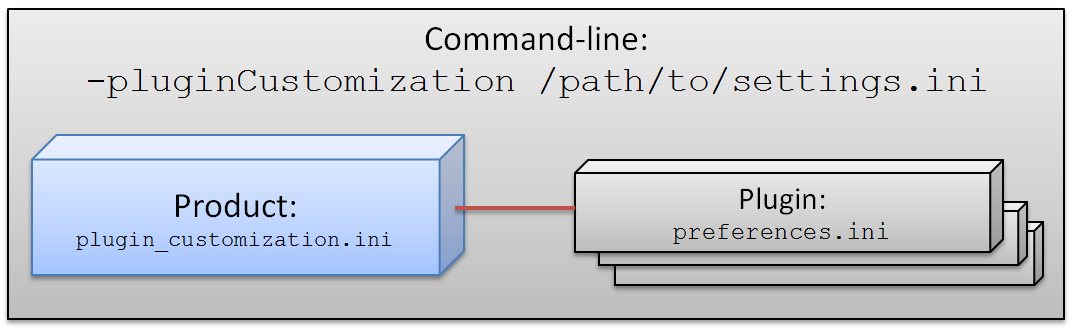 Command-line:
-pluginCustomization /path/to/settings.ini
Product:
plugin_customization.ini
Plugin:
preferences.ini